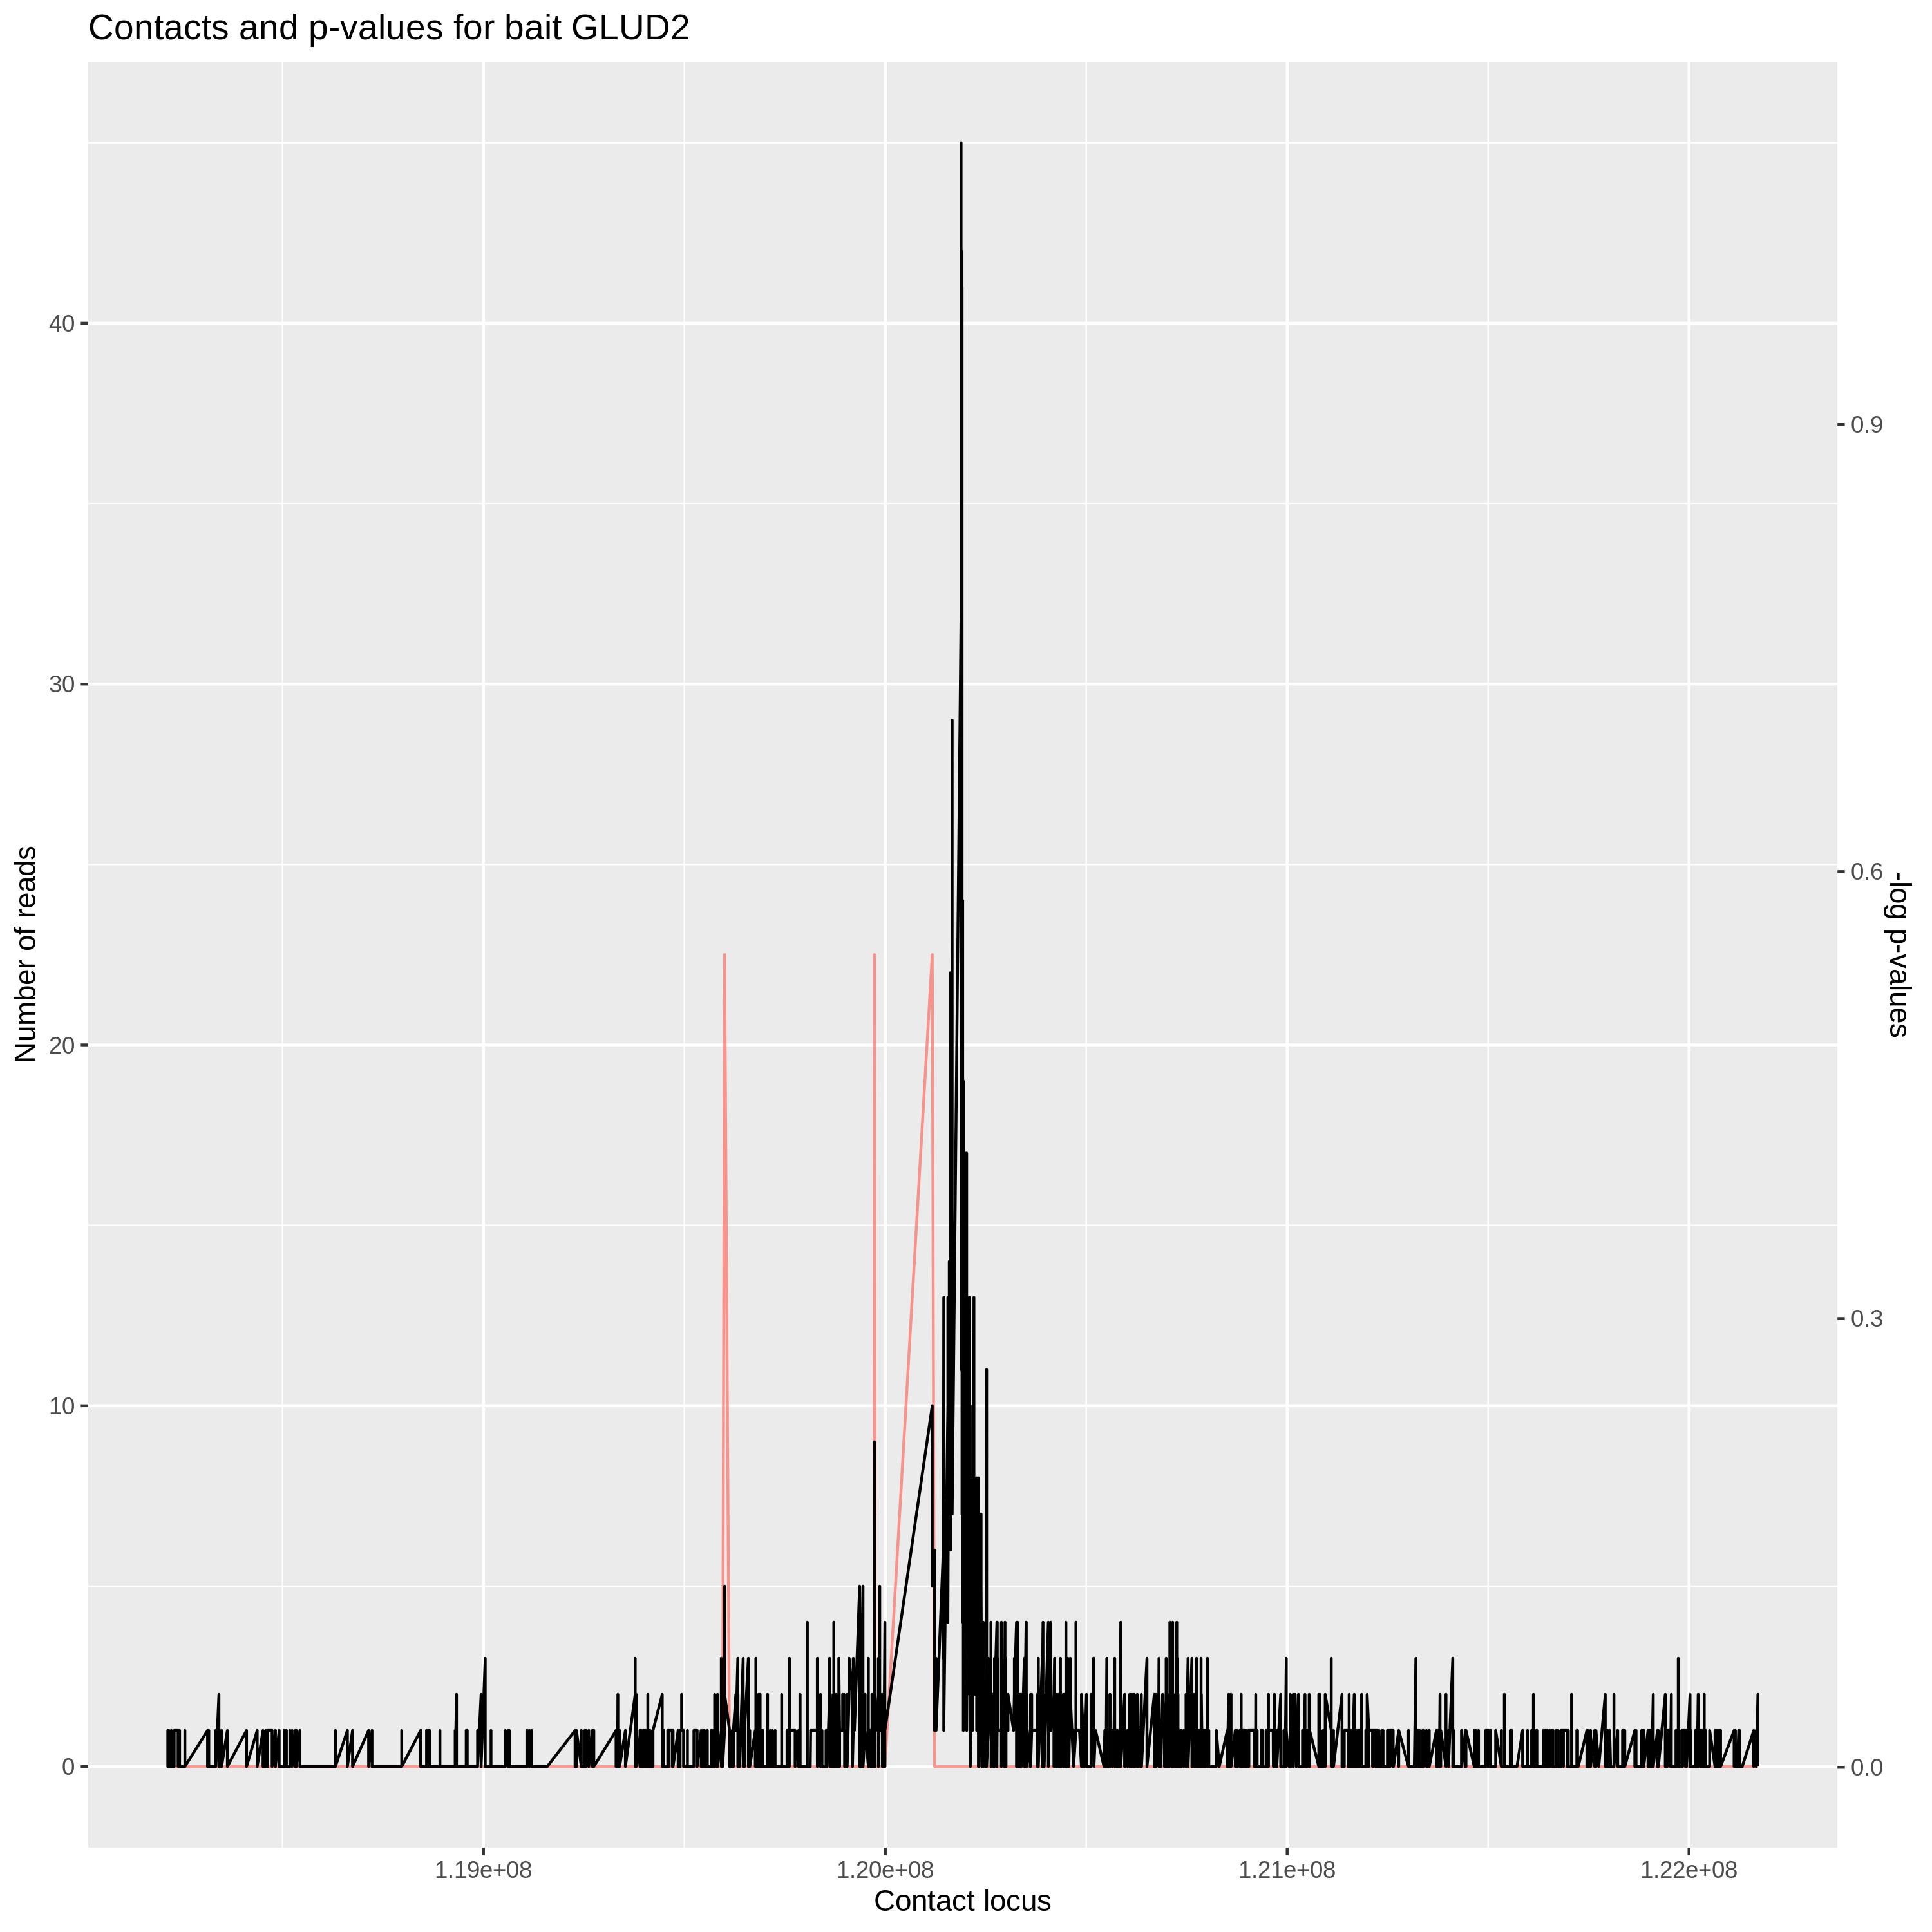 Contacts and p-values for bait GLUD2
Number of reads
40
30
20
10
0
0.9
0.6
0.3
0.0
-log p-values
1.19e+08
1.20e+08
1.21e+08
1.22e+08
Contact locus